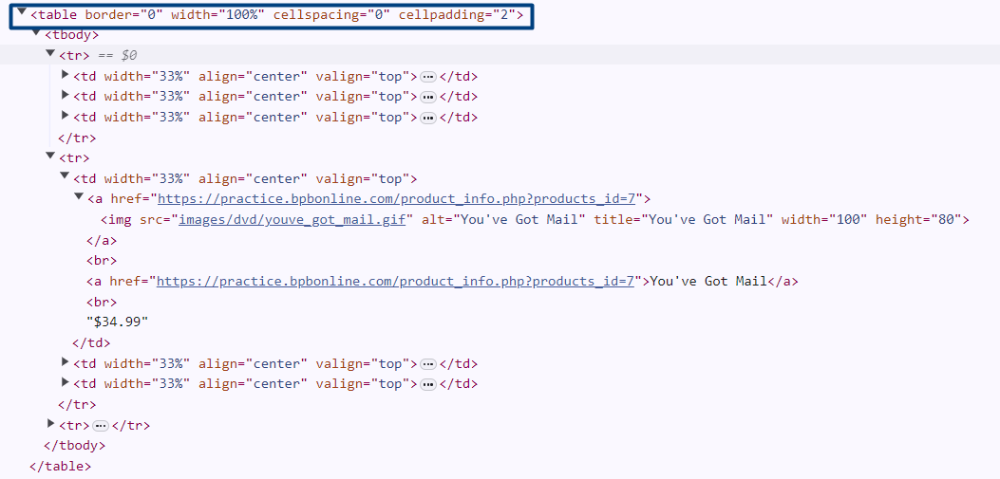 <table border="0" width="100%" cellspacing="0" cellpadding="2">
<tbody>
<tr> == $0
<td width="33%" align="center" valign="top">…</td>
<td width="33%" align="center" valign="top">…</td>
<td width="33%" align="center" valign="top">…</td>
</tr>
<tr>
<td width="33%" align="center" valign="top">
<a href="https://practice.bpbonline.com/product_info.php?products_id=7">
<img src="images/dvd/youve_got_mail.gif" alt="You've Got Mail" title="You've Got Mail" width="100" height="80">
</a>
<br>
<a href="https://practice.bpbonline.com/product_info.php?products_id=7">You've Got Mail</a>
<br>
"$34.99"
</td>
<td width="33%" align="center" valign="top">…</td>
<td width="33%" align="center" valign="top">…</td>
</tr>
<tr>…</tr>
</tbody>
</table>